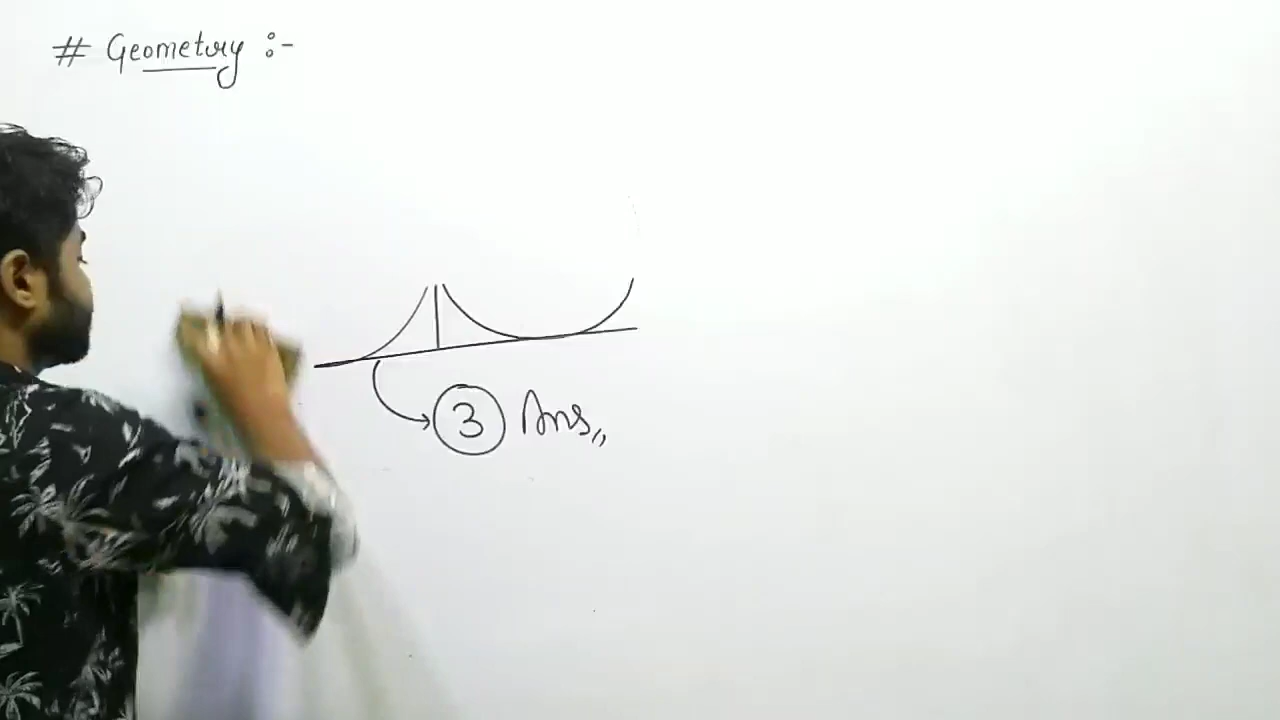 # Geometry :-
3 Ans,,